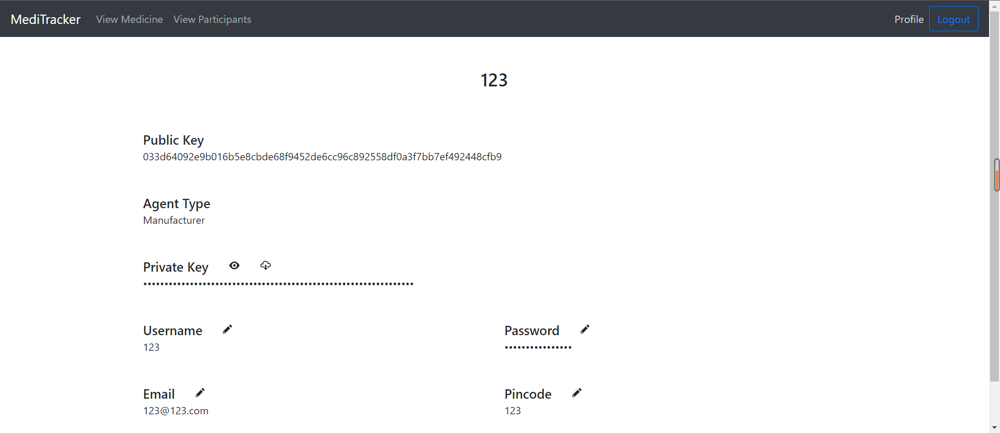 MediTracker View Medicine View Participants Profile Logout
123
Public Key
033d64092e9b016b5e8cbde68f9452de6cc96c892558df0a3f7bb7ef492448cfb9
Agent Type
Manufacturer
Private Key
••••••••••••••••••••••••••••••••••••••••••••••••••••••••••••••••
Username Password
123 ••••••••••••••••
Email Pincode
123@123.com 123